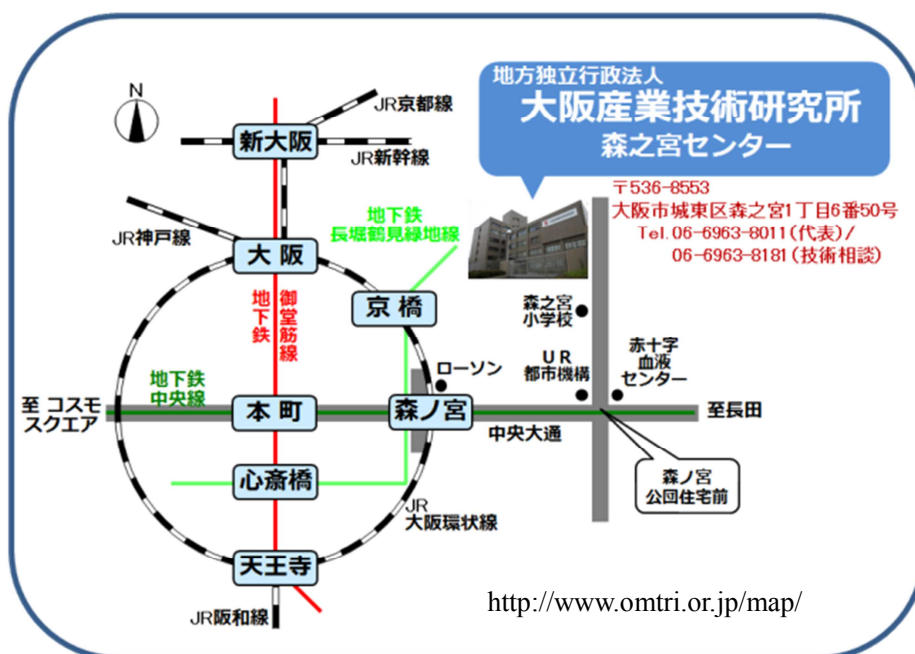 地方独立行政法人
大阪産業技術研究所
森之宮センター
〒536-8553
大阪市城東区森之宮1丁目6番50号
Tel.06-6963-8011(代表)/
06-6963-8181(技術相談)
N
JR京都線
新大阪
JR新幹線
地下鉄
長堀鶴見緑地線
JR神戸線
大阪
京橋
地下鉄
御堂筋線
森之宮
小学校
UR
都市機構
赤十字
血液
センター
ローソン
地下鉄
中央線
至 コスモ
スクエア
本町
森ノ宮
中央大通
至長田
森ノ宮
公団住宅前
心斎橋
JR
大阪環状線
天王寺
JR阪和線
http://www.omtri.or.jp/map/